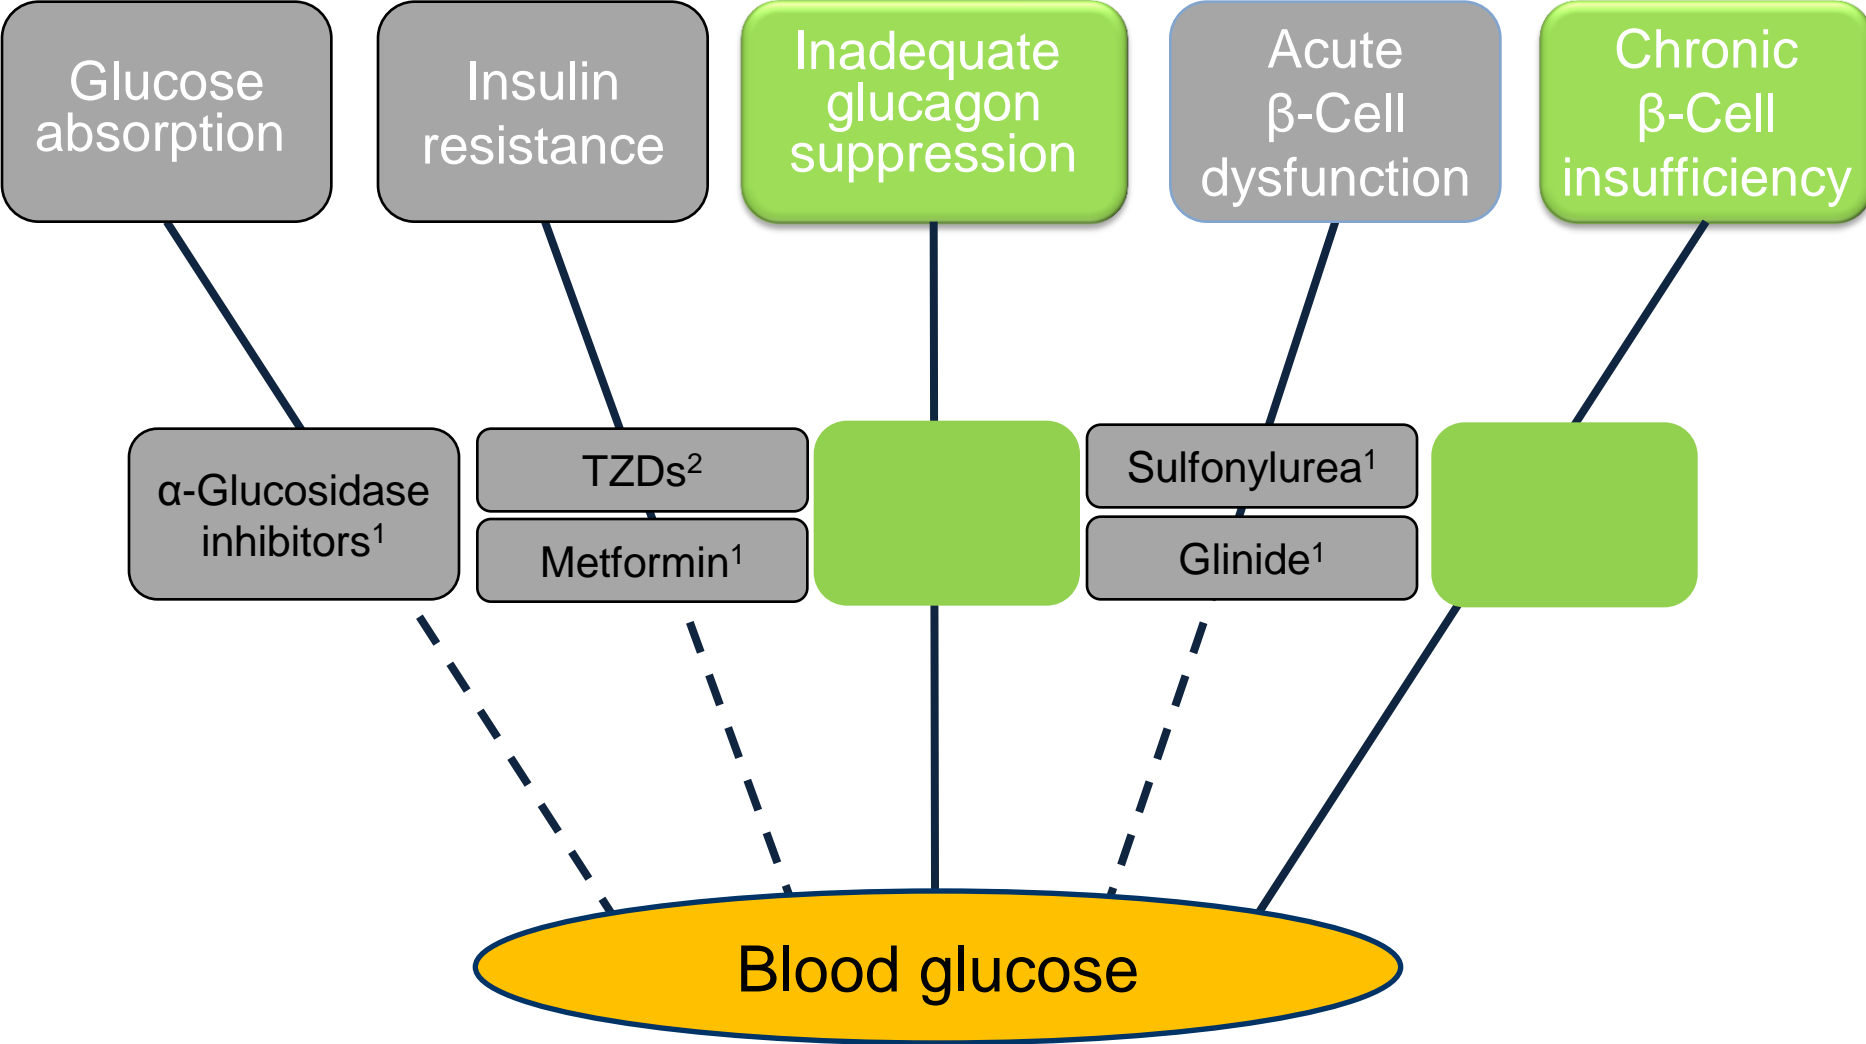 Glucose
absorption
Insulin
resistance
Inadequate
glucagon
suppression
Acute
β-Cell
dysfunction
Chronic
β-Cell
insufficiency
α-Glucosidase
inhibitors¹
TZDs²
Metformin¹
Sulfonylurea¹
Glinide¹
Blood glucose